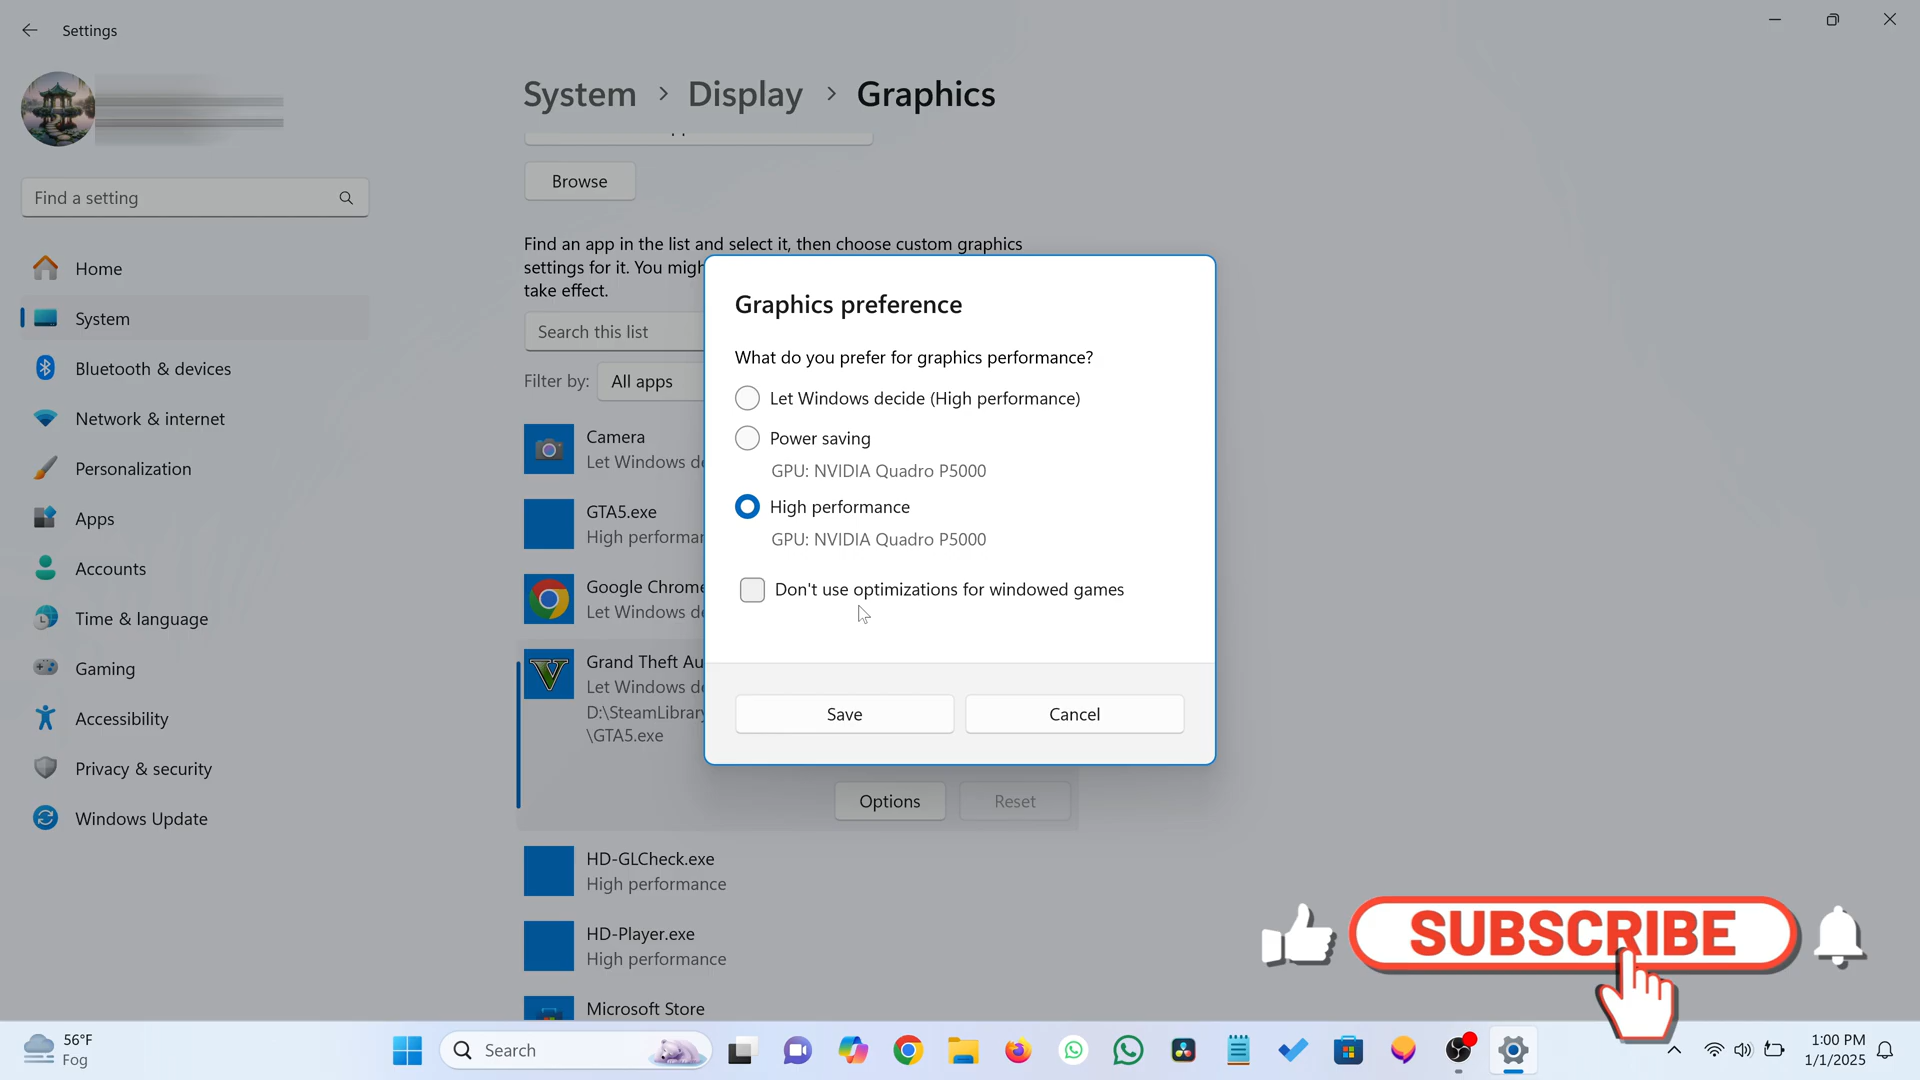 Settings
System > Display > Graphics
Find a setting
Home
System
Bluetooth & devices
Network & internet
Personalization
Apps
Accounts
Time & language
Gaming
Accessibility
Privacy & security
Windows Update
Browse
Find an app in the list and select it, then choose custom graphics
settings for it. You migh
take effect.
Search this list
Filter by: All apps
Camera
Let Windows de
GTA5.exe
High performan
Google Chrome
Let Windows de
Grand Theft Au
Let Windows de
D:\SteamLibrary
\GTA5.exe
Options
Reset
HD-GLCheck.exe
High performance
HD-Player.exe
High performance
Microsoft Store
Graphics preference
What do you prefer for graphics performance?
Let Windows decide (High performance)
Power saving
GPU: NVIDIA Quadro P5000
High performance
GPU: NVIDIA Quadro P5000
Don't use optimizations for windowed games
Save
Cancel
SUBSCRIBE
56°F
Fog
Search
1:00 PM
1/1/2025